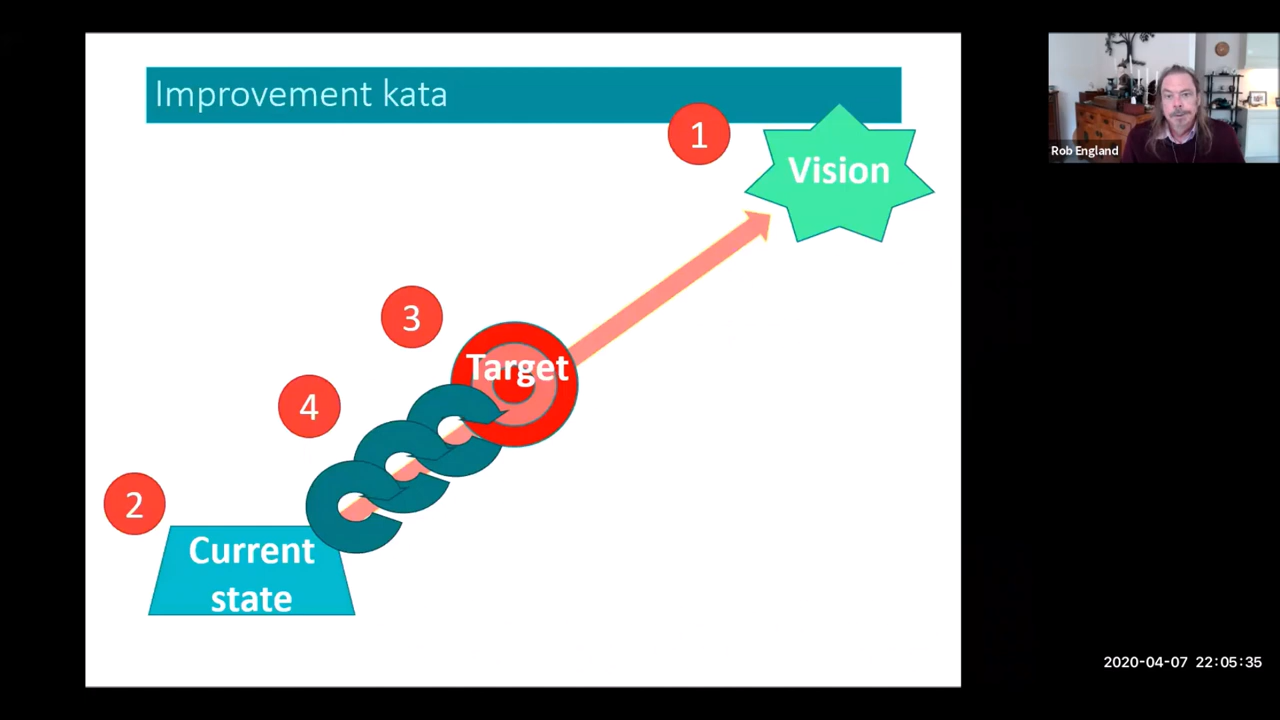 Improvement kata
1
Vision
3
Target
4
2
Current
state
Rob England
2020-04-07 22:05:35